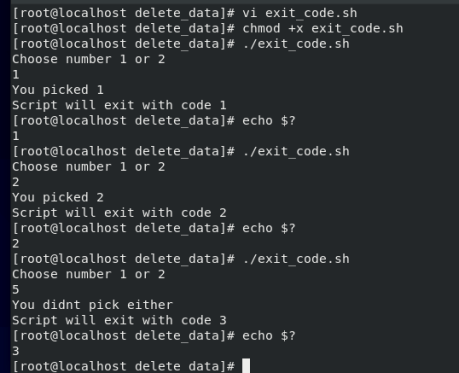 [root@localhost delete_data]# vi exit_code.sh
[root@localhost delete_data]# chmod +x exit_code.sh
[root@localhost delete_data]# ./exit_code.sh
Choose number 1 or 2
1
You picked 1
Script will exit with code 1
[root@localhost delete_data]# echo $?
1
[root@localhost delete_data]# ./exit_code.sh
Choose number 1 or 2
2
You picked 2
Script will exit with code 2
[root@localhost delete_data]# echo $?
2
[root@localhost delete_data]# ./exit_code.sh
Choose number 1 or 2
5
You didnt pick either
Script will exit with code 3
[root@localhost delete_data]# echo $?
3
[root@localhost delete_data]#